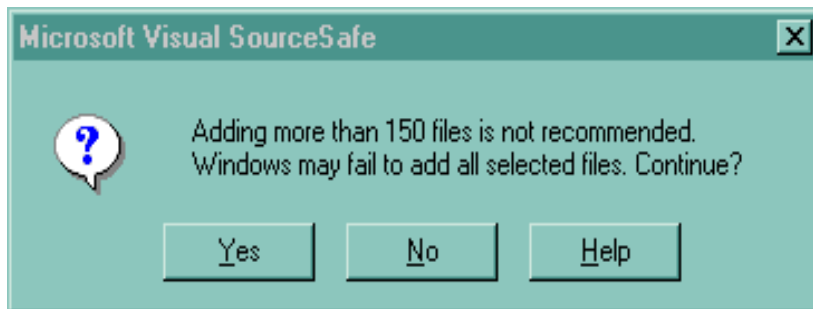 Microsoft Visual SourceSafe
Adding more than 150 files is not recommended.
Windows may fail to add all selected files. Continue?
Yes
No
Help